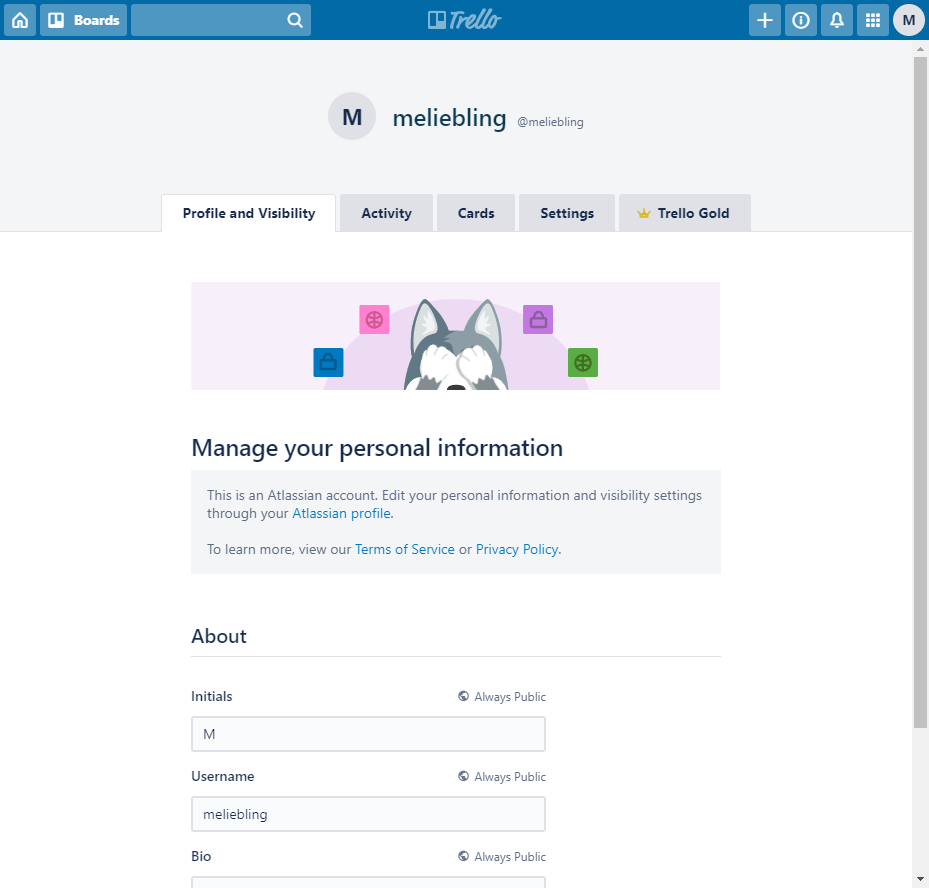 Boards
Trello
M
M
meliebling @meliebling
Profile and Visibility
Activity
Cards
Settings
Trello Gold
Manage your personal information
This is an Atlassian account. Edit your personal information and visibility settings
through your Atlassian profile.
To learn more, view our Terms of Service or Privacy Policy.
About
Initials
Always Public
M
Username
Always Public
meliebling
Bio
Always Public